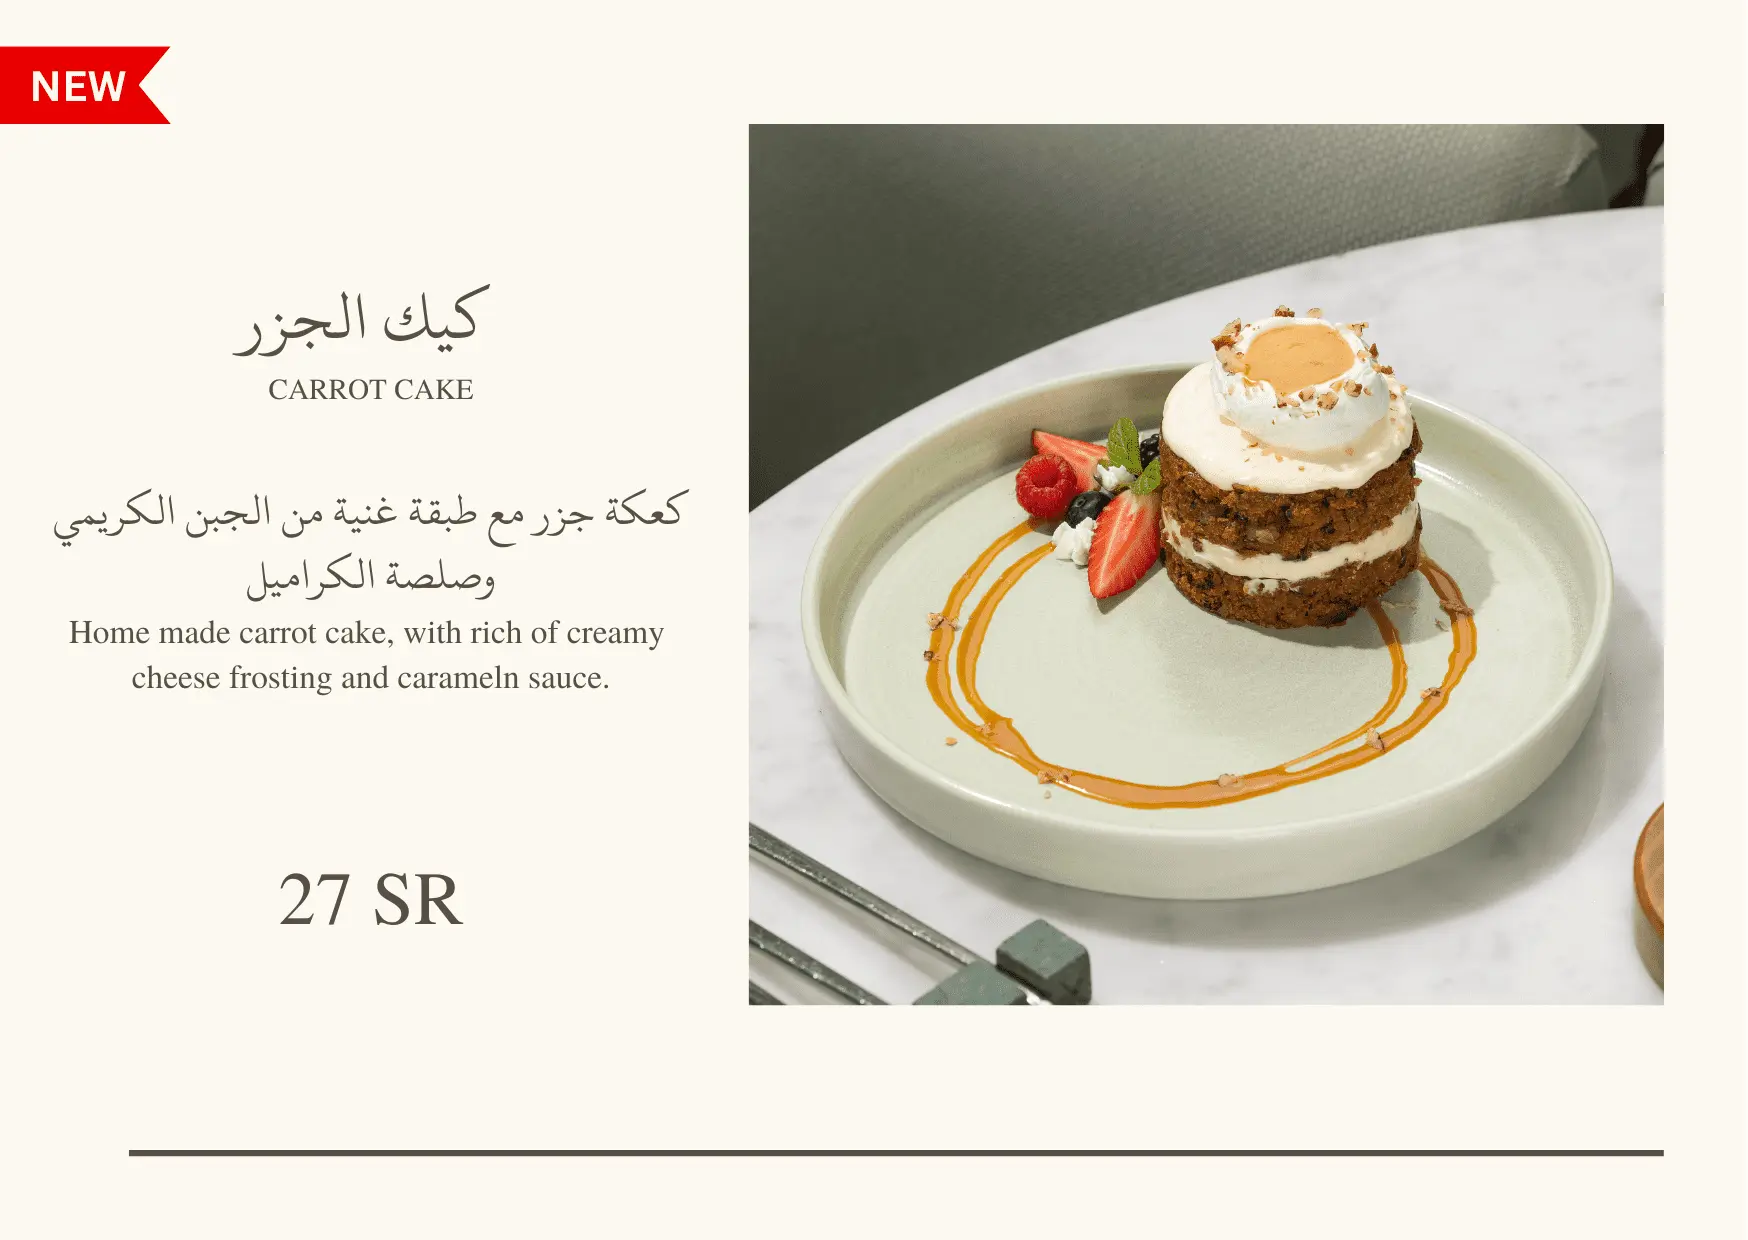 NEW
كيك الجزر
CARROT CAKE
كعكة جزر مع طبقة غنية من الجبن الكريمي
وصلصة الكراميل
Home made carrot cake, with rich of creamy
cheese frosting and carameln sauce.
27 SR